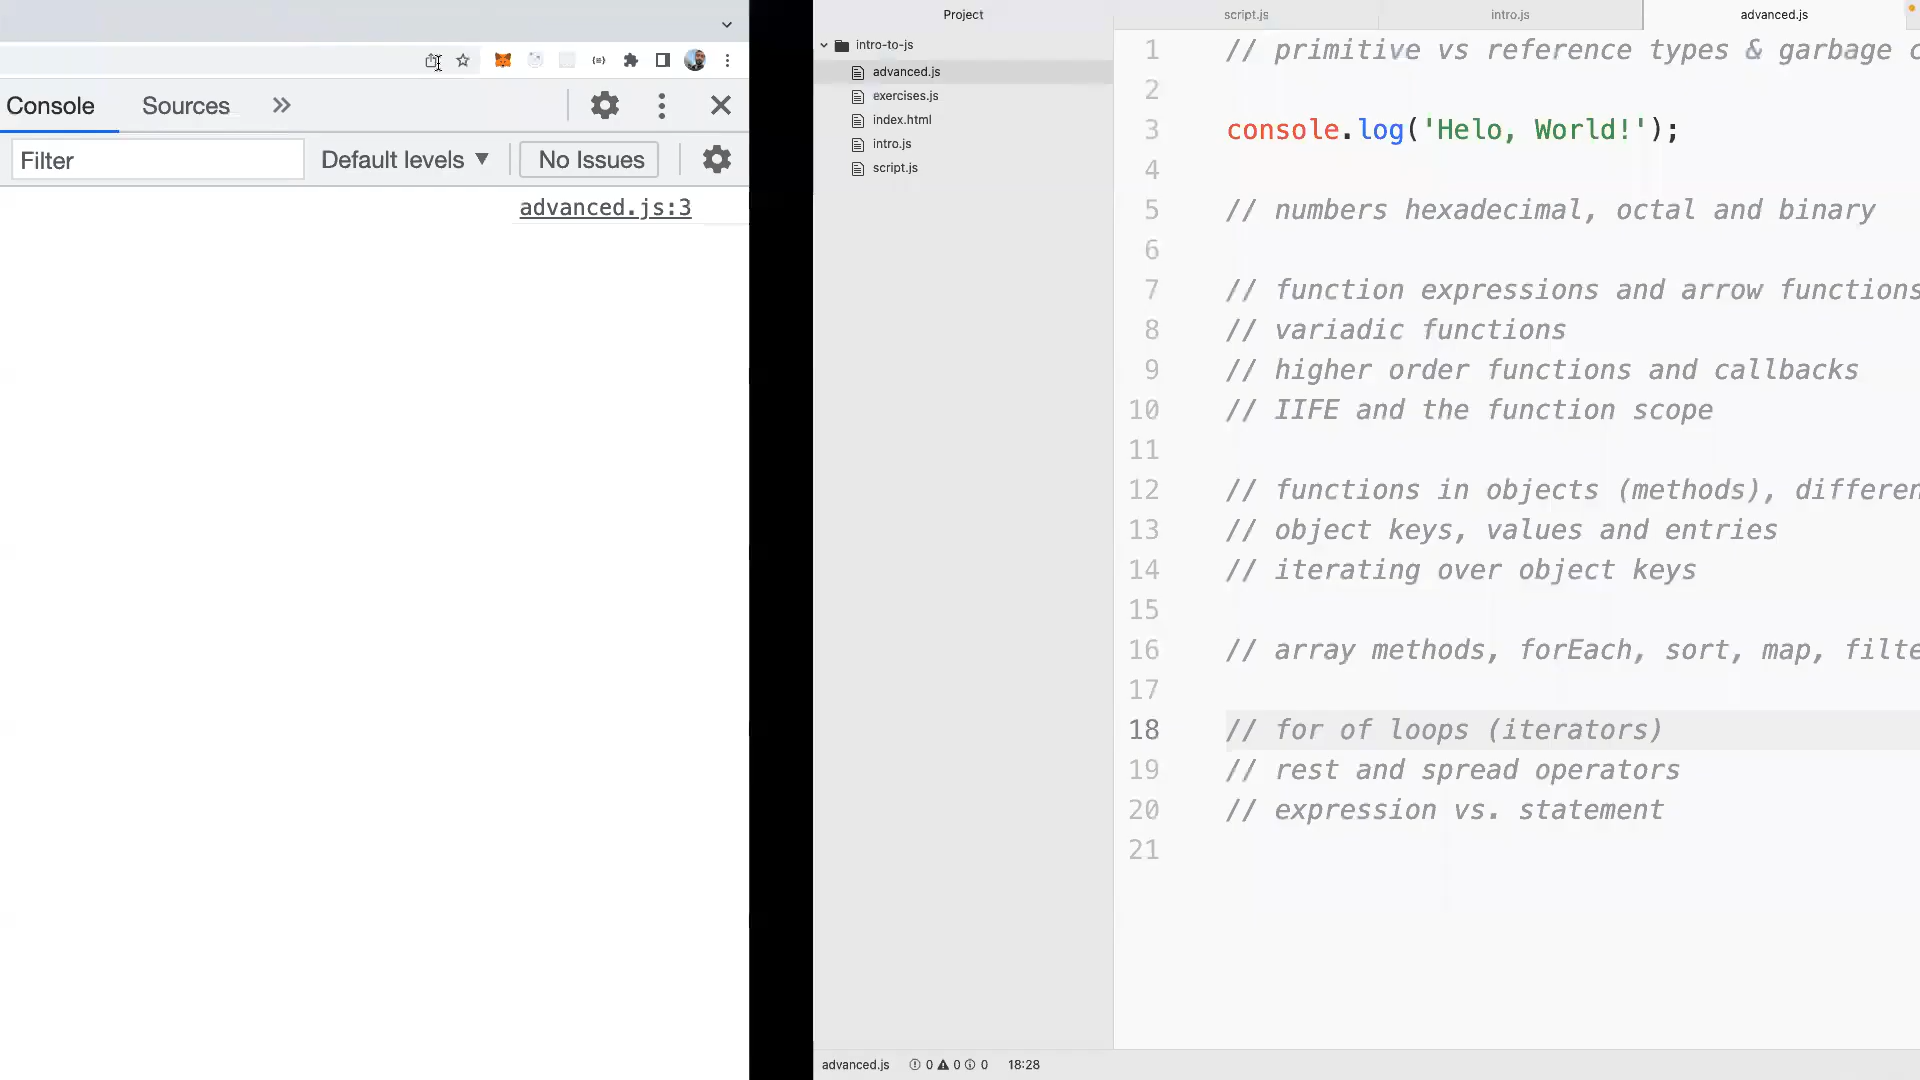 Console
Sources
Filter
Default levels ▼
No Issues
advanced.js:3
Project
intro-to-js
advanced.js
exercises.js
index.html
intro.js
script.js
script.js
intro.js
advanced.js
1 // primitive vs reference types & garbage c
2
3 console.log('Helo, World!');
4
5 // numbers hexadecimal, octal and binary
6
7 // function expressions and arrow functions
8 // variadic functions
9 // higher order functions and callbacks
10 // IIFE and the function scope
11
12 // functions in objects (methods), differen
13 // object keys, values and entries
14 // iterating over object keys
15
16 // array methods, forEach, sort, map, filte
17
18 // for of loops (iterators)
19 // rest and spread operators
20 // expression vs. statement
21
advanced.js 0 0 0 18:28